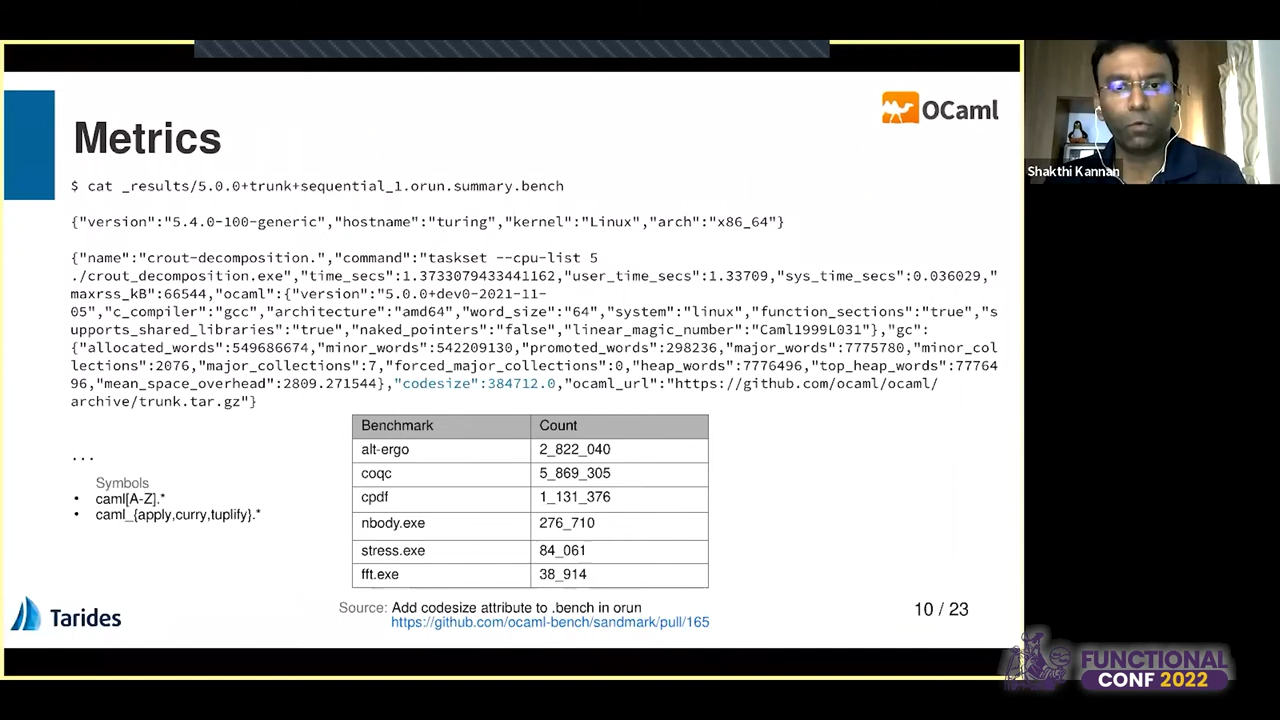 OCaml
Metrics
$ cat _results/5.0.0+trunk+sequential_1.orun.summary.bench
{"version":"5.4.0-100-generic","hostname":"turing","kernel":"Linux","arch":"x86_64"}
{"name":"crout-decomposition.","command":"taskset --cpu-list 5
./crout_decomposition.exe","time_secs":1.3733079433441162,"user_time_secs":1.33709,"sys_time_secs":0.036029,"
maxrss_kB":66544,"ocaml":{"version":"5.0.0+dev0-2021-11-
05","c_compiler":"gcc","architecture":"amd64","word_size":"64","system":"linux","function_sections":"true","s
upports_shared_libraries":"true","naked_pointers":"false","linear_magic_number":"Caml1999L031"},"gc":
{"allocated_words":549686674,"minor_words":542209130,"promoted_words":298236,"major_words":7775780,"minor_col
lections":2076,"major_collections":7,"forced_major_collections":0,"heap_words":7776496,"top_heap_words":77764
96,"mean_space_overhead":2809.271544},"codesize":384712.0,"ocaml_url":"https://github.com/ocaml/ocaml/
archive/trunk.tar.gz"}
...
Symbols
• caml[A-Z].*
• caml_{apply,curry,tuplify}.*
Benchmark Count
alt-ergo 2_822_040
coqc 5_869_305
cpdf 1_131_376
nbody.exe 276_710
stress.exe 84_061
fft.exe 38_914
Source: Add codesize attribute to .bench in orun
https://github.com/ocaml-bench/sandmark/pull/165
Tarides
10 / 23
Shakthi Kannan
FUNCTIONAL
CONF 2022